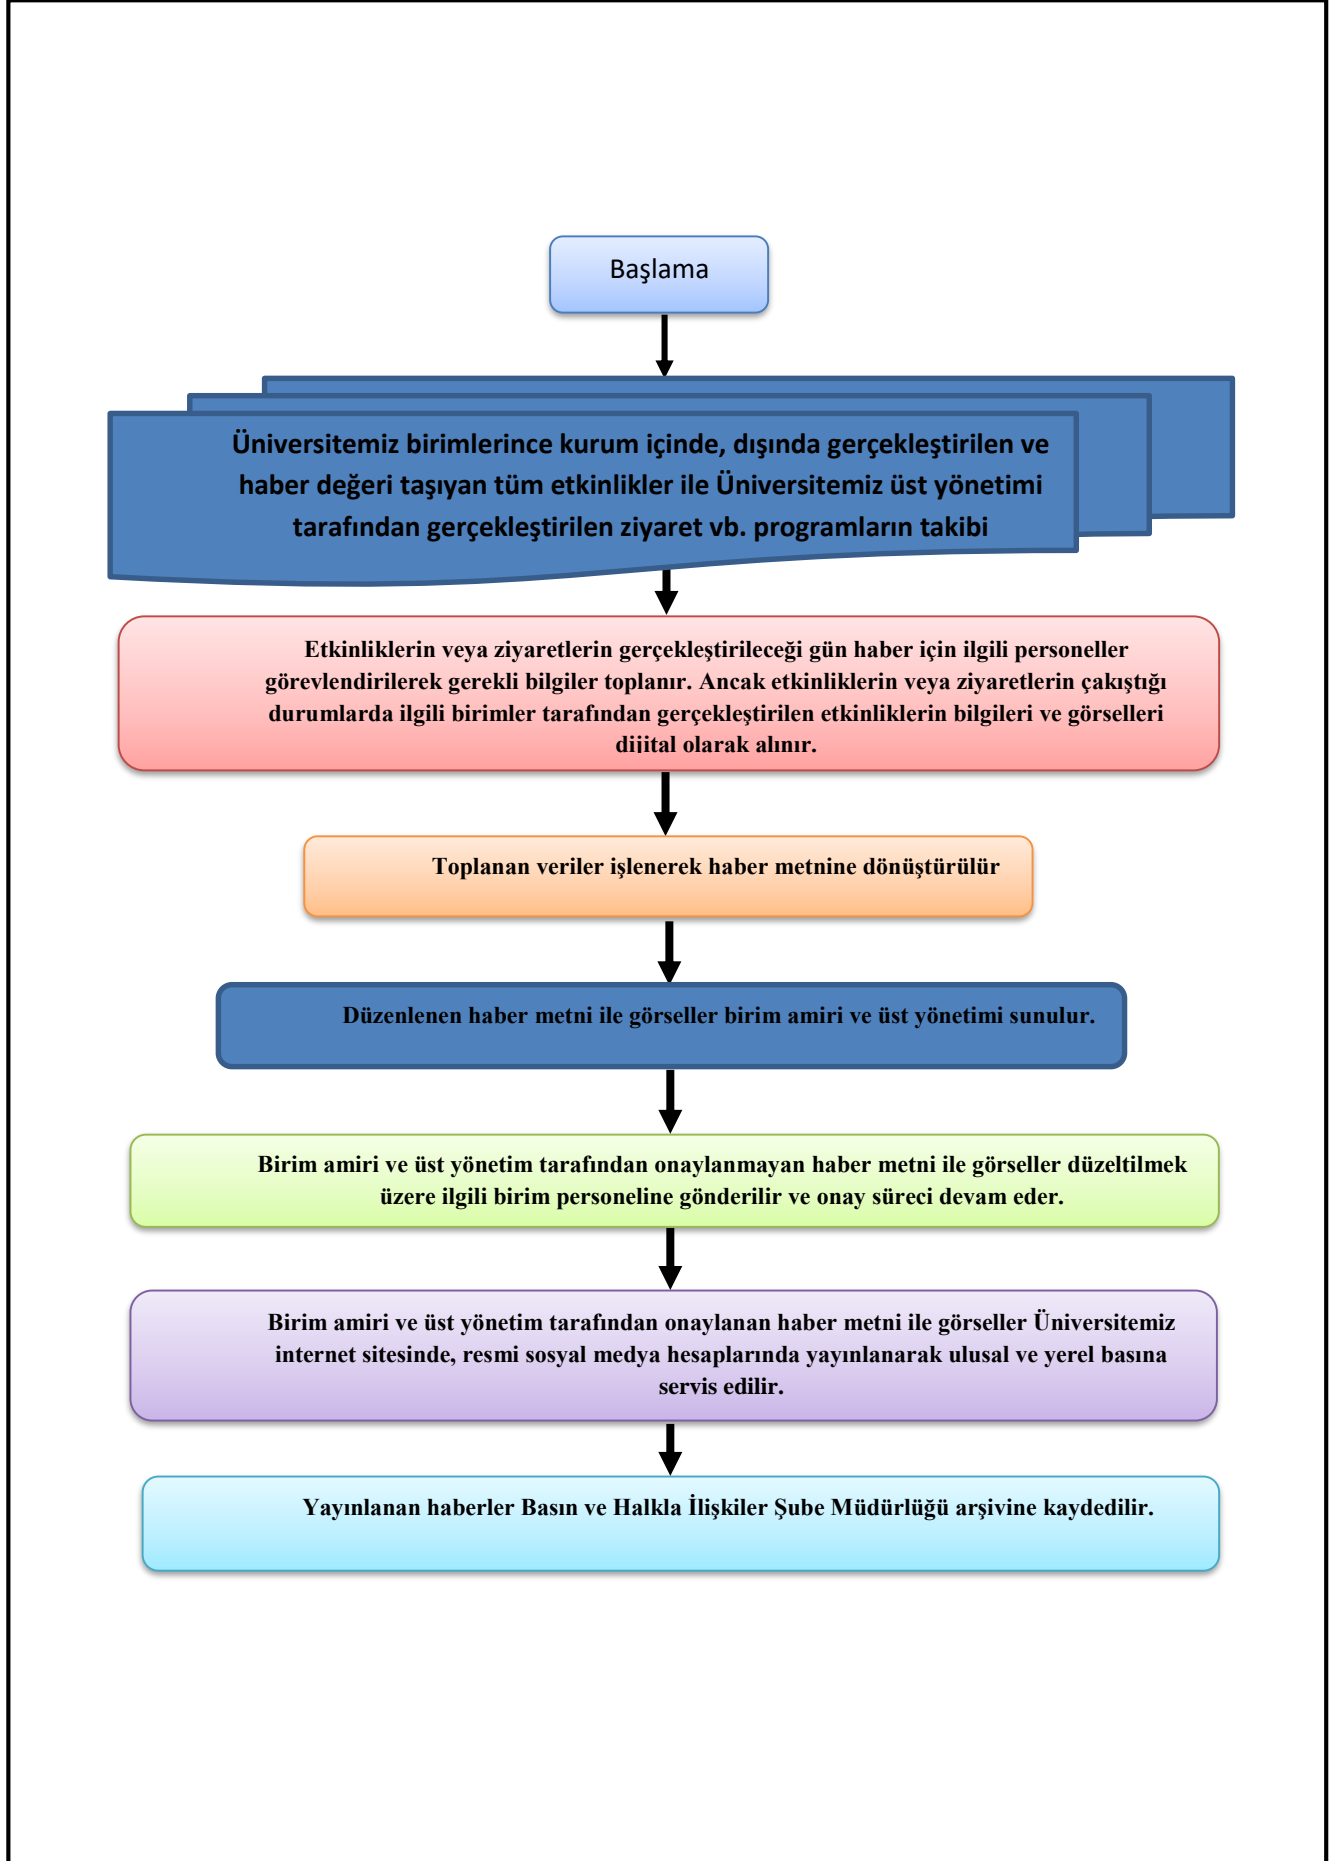 Başlama
Üniversitemiz birimlerince kurum içinde, dışında gerçekleştirilen ve
haber değeri taşıyan tüm etkinlikler ile Üniversitemiz üst yönetimi
tarafından gerçekleştirilen ziyaret vb. programların takibi
Etkinliklerin veya ziyaretlerin gerçekleştirileceği gün haber için ilgili personeller
görevlendirilerek gerekli bilgiler toplanır. Ancak etkinliklerin veya ziyaretlerin çakıştığı
durumlarda ilgili birimler tarafından gerçekleştirilen etkinliklerin bilgileri ve görselleri
dijital olarak alınır.
Toplanan veriler işlenerek haber metnine dönüştürülür
Düzenlenen haber metni ile görseller birim amiri ve üst yönetimi sunulur.
Birim amiri ve üst yönetim tarafından onaylanmayan haber metni ile görseller düzeltilmek
üzere ilgili birim personeline gönderilir ve onay süreci devam eder.
Birim amiri ve üst yönetim tarafından onaylanan haber metni ile görseller Üniversitemiz
internet sitesinde, resmi sosyal medya hesaplarında yayınlanarak ulusal ve yerel basına
servis edilir.
Yayınlanan haberler Basın ve Halkla İlişkiler Şube Müdürlüğü arşivine kaydedilir.